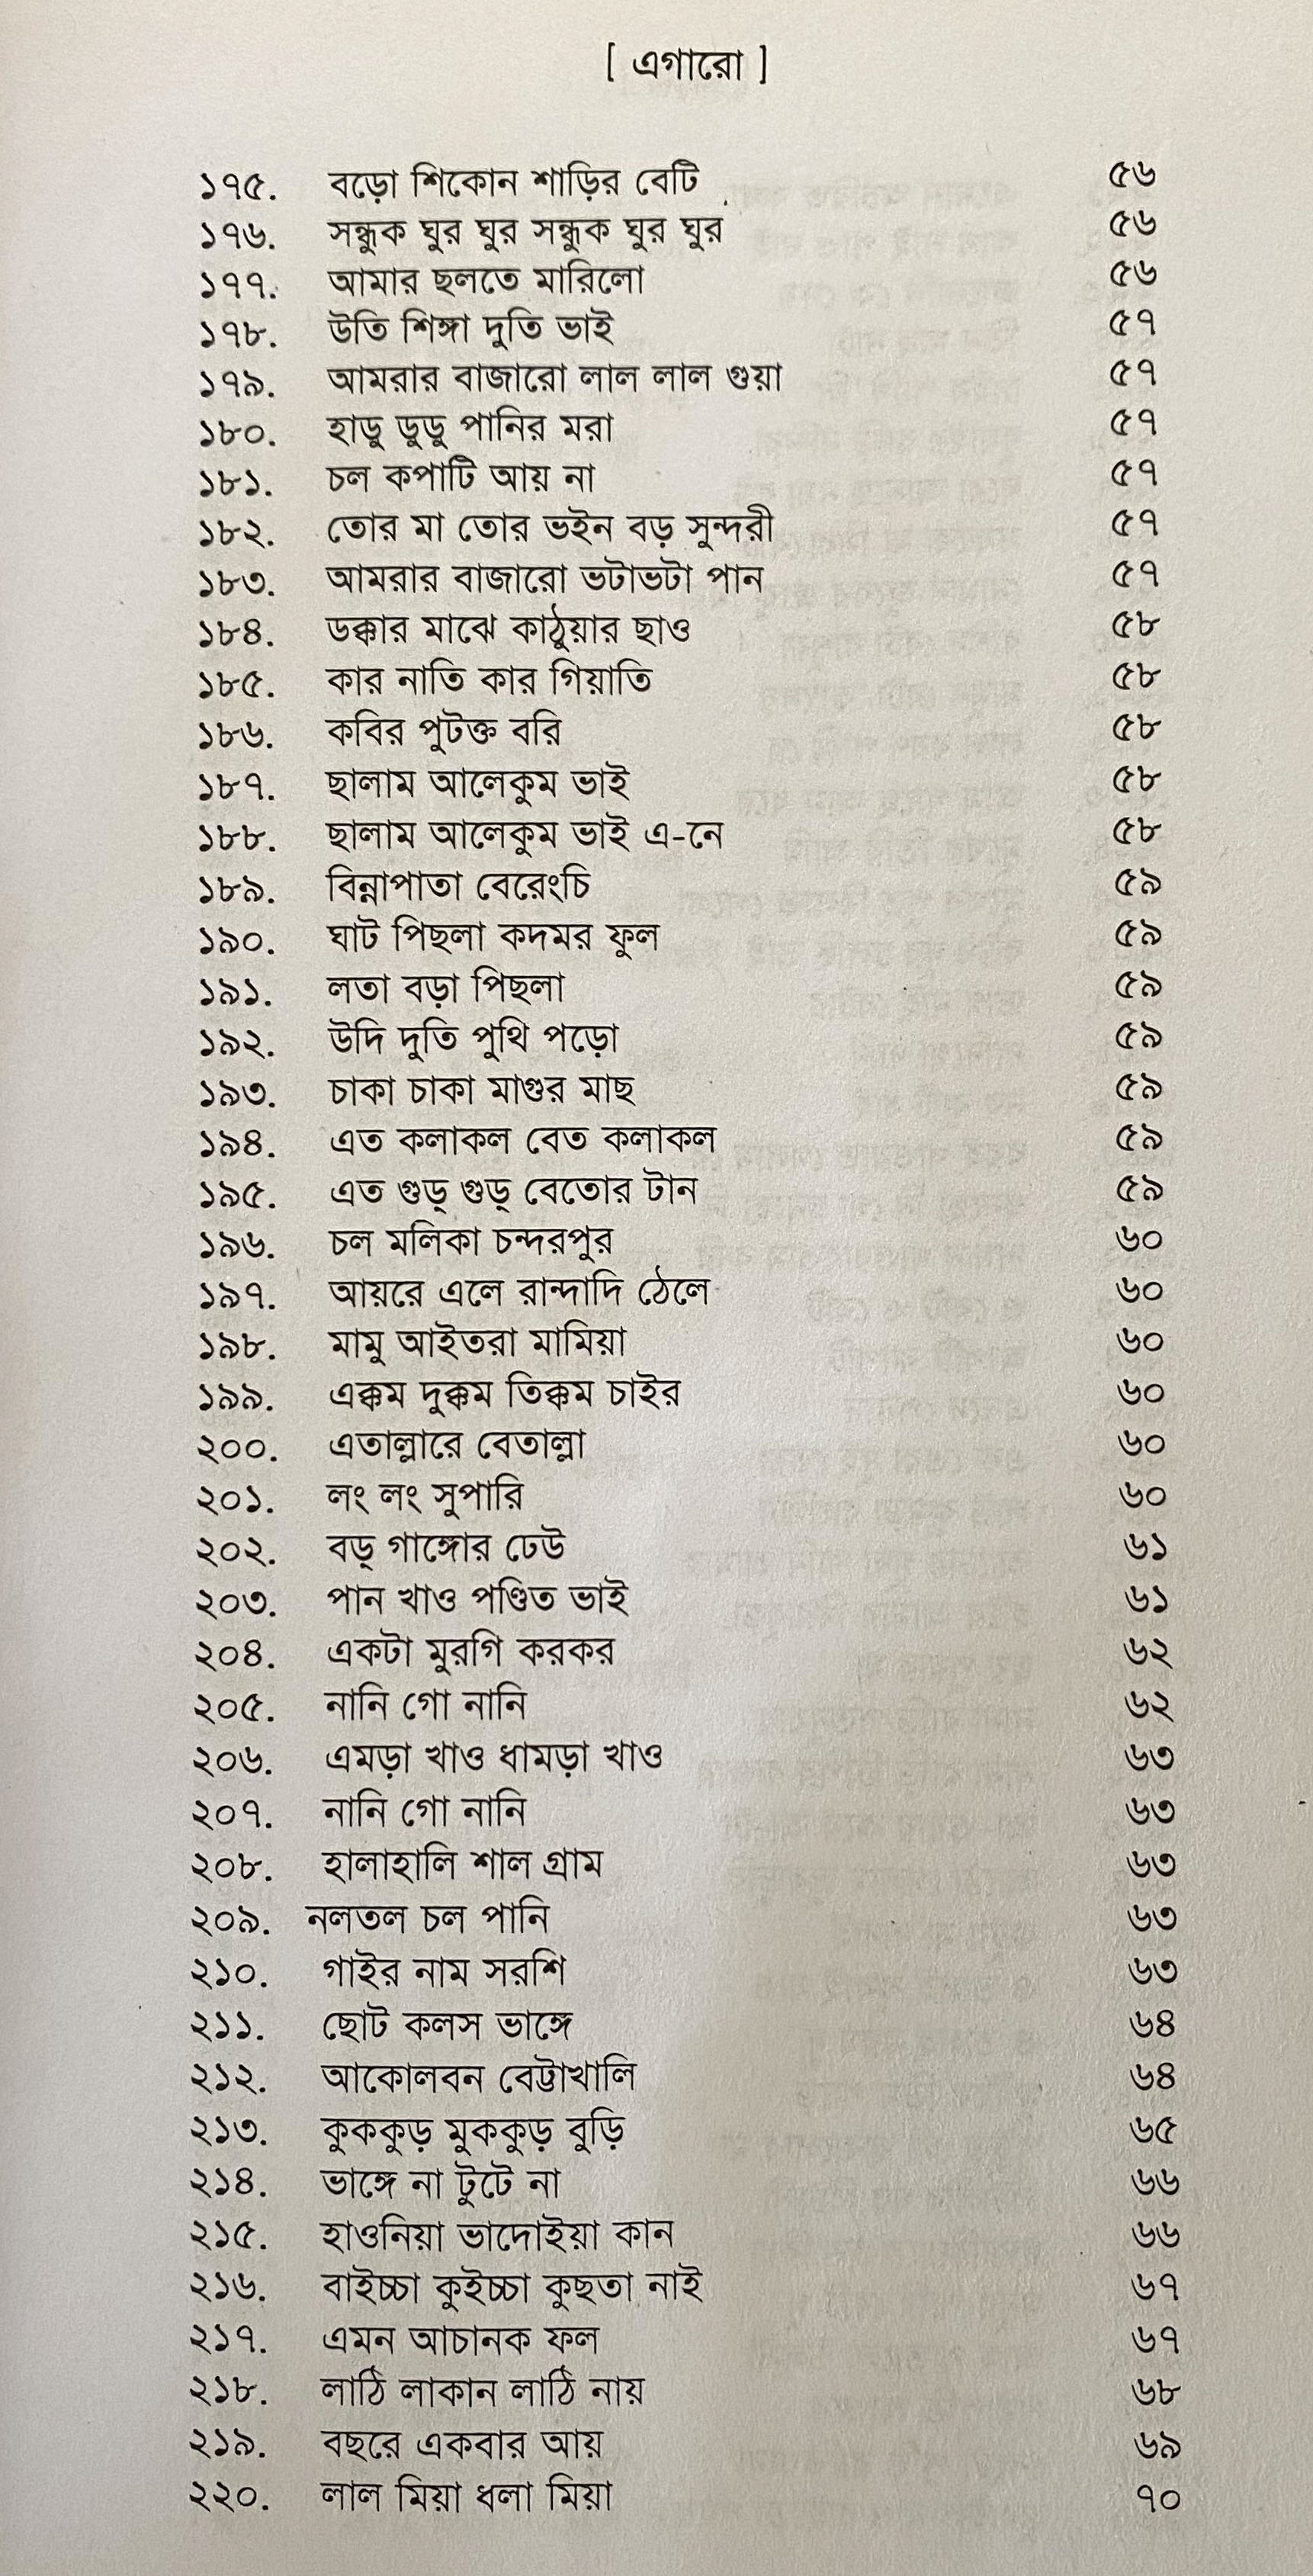 [ এগারো ]
১৭৫. বড়ো শিকোন শাড়ির বেটি ৫৬
১৭৬. সন্ধুক ঘুর ঘুর সন্ধুক ঘুর ঘুর ৫৬
১৭৭. আমার ছলতে মারিলো ৫৬
১৭৮. উতি শিঙ্গা দুতি ভাই ৫৭
১৭৯. আমরার বাজারো লাল লাল গুয়া ৫৭
১৮০. হাডু ডুডু পানির মরা ৫৭
১৮১. চল কপাটি আয় না ৫৭
১৮২. তোর মা তোর ভইন বড় সুন্দরী ৫৭
১৮৩. আমরার বাজারো ভটাভটা পান ৫৭
১৮৪. ডক্কার মাঝে কাঠুয়ার ছাও ৫৮
১৮৫. কার নাতি কার গিয়াতি ৫৮
১৮৬. কবির পুটক্ত বরি ৫৮
১৮৭. ছালাম আলেকুম ভাই ৫৮
১৮৮. ছালাম আলেকুম ভাই এ-নে ৫৮
১৮৯. বিন্নাপাতা বেরেংচি ৫৯
১৯০. ঘাট পিছলা কদমর ফুল ৫৯
১৯১. লতা বড়া পিছলা ৫৯
১৯২. উদি দুতি পুথি পড়ো ৫৯
১৯৩. চাকা চাকা মাগুর মাছ ৫৯
১৯৪. এত কলাকল বেত কলাকল ৫৯
১৯৫. এত গুড়্ গুড়্ বেতোর টান ৫৯
১৯৬. চল মলিকা চন্দরপুর ৬০
১৯৭. আয়রে এলে রান্দাদি ঠেলে ৬০
১৯৮. মামু আইতরা মামিয়া ৬০
১৯৯. এক্কম দুক্কম তিক্কম চাইর ৬০
২০০. এতাল্লারে বেতাল্লা ৬০
২০১. লং লং সুপারি ৬০
২০২. বড়্ গাঙ্গোর ঢেউ ৬১
২০৩. পান খাও পণ্ডিত ভাই ৬১
২০৪. একটা মুরগি করকর ৬২
২০৫. নানি গো নানি ৬২
২০৬. এমড়া খাও ধামড়া খাও ৬৩
২০৭. নানি গো নানি ৬৩
২০৮. হালাহালি শাল গ্রাম ৬৩
২০৯. নলতল চল পানি ৬৩
২১০. গাইর নাম সরশি ৬৩
২১১. ছোট কলস ভাঙ্গে ৬৪
২১২. আকোলবন বেট্টাখালি ৬৪
২১৩. কুককুড় মুককুড় বুড়ি ৬৫
২১৪. ভাঙ্গে না টুটে না ৬৬
২১৫. হাওনিয়া ভাদোইয়া কান ৬৬
২১৬. বাইচ্চা কুইচ্চা কুছতা নাই ৬৭
২১৭. এমন আচানক ফল ৬৭
২১৮. লাঠি লাকান লাঠি নায় ৬৮
২১৯. বছরে একবার আয় ৬৯
২২০. লাল মিয়া ধলা মিয়া ৭০